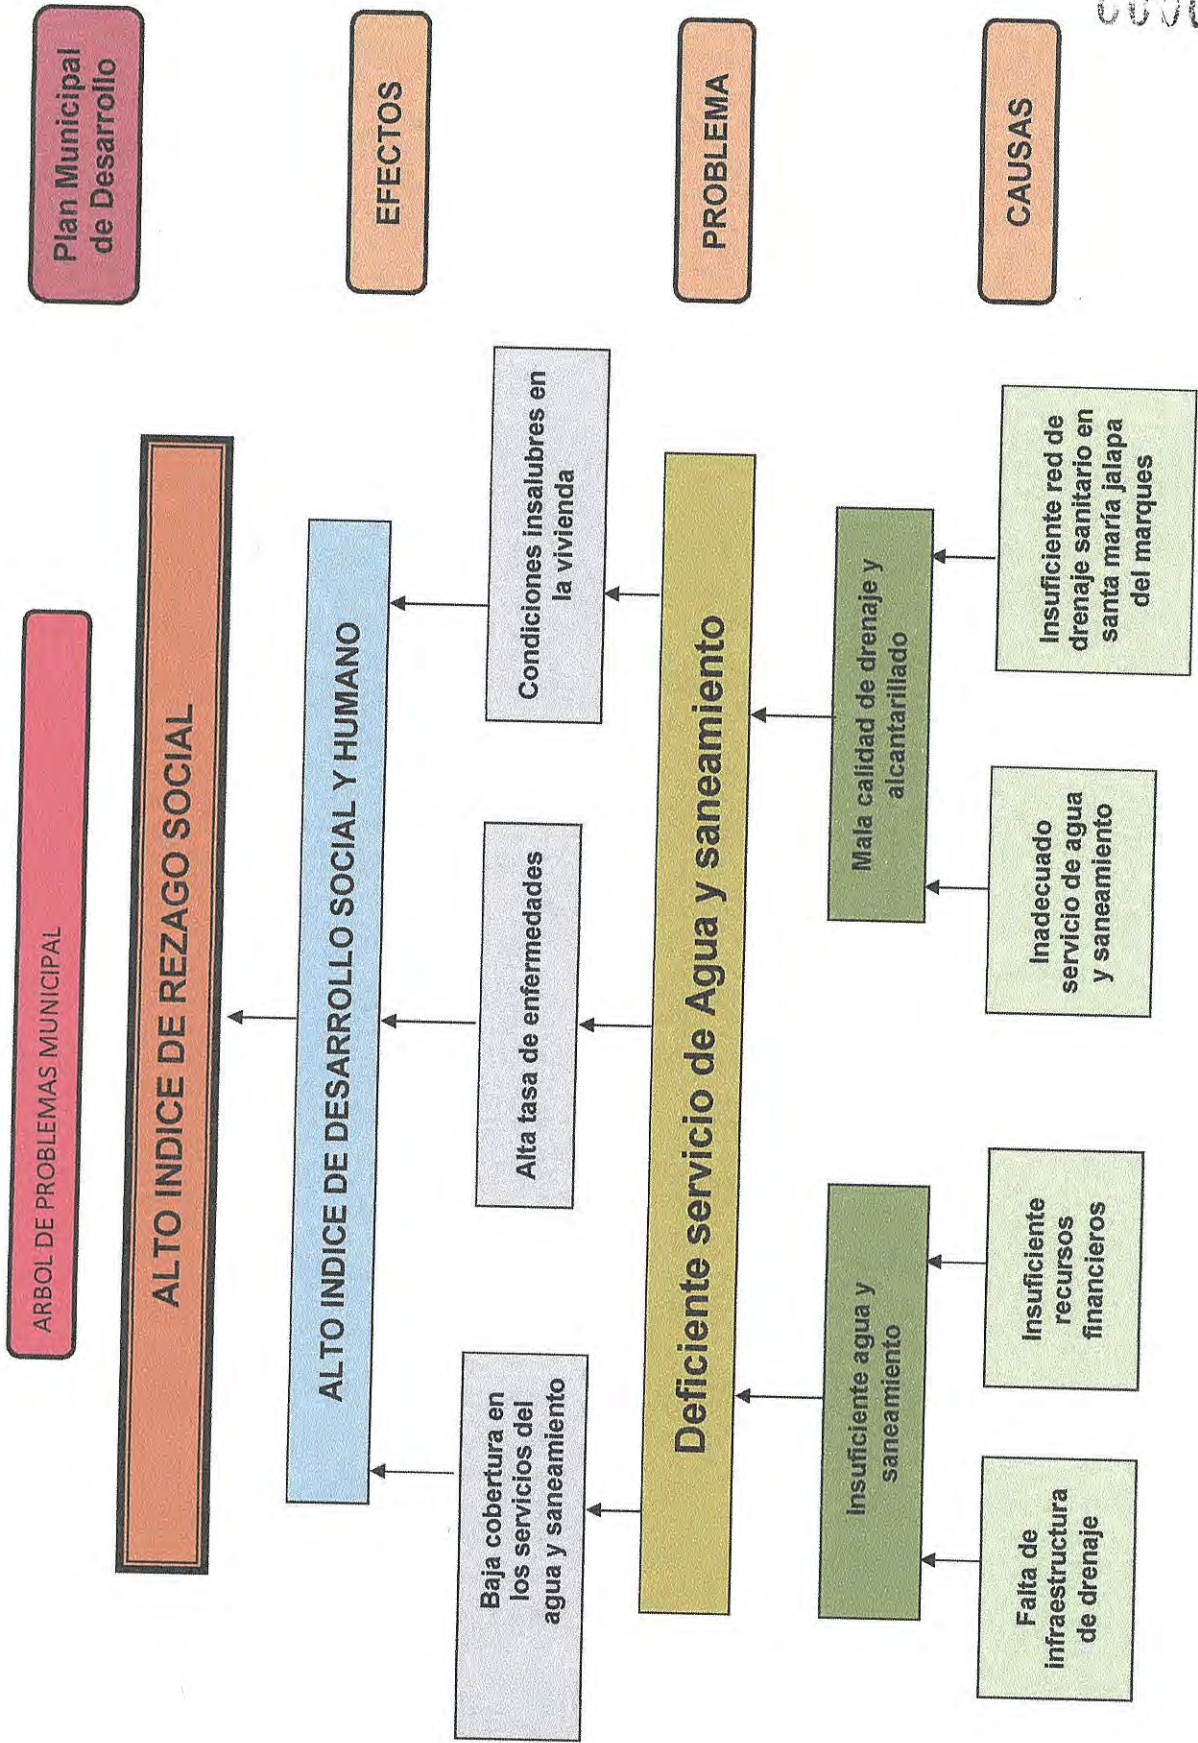 ARBOL DE PROBLEMAS MUNICIPAL
Plan Municipal
de Desarrollo
ALTO INDICE DE REZAGO SOCIAL
ALTO INDICE DE DESARROLLO SOCIAL Y HUMANO
EFECTOS
Baja cobertura en
los servicios del
agua y saneamiento
Alta tasa de enfermedades
Condiciones insalubres en
la vivienda
Deficiente servicio de Agua y saneamiento
PROBLEMA
Insuficiente agua y
saneamiento
Mala calidad de drenaje y
alcantarillado
Falta de
infraestructura
de drenaje
Insuficiente
recursos
financieros
Inadecuado
servicio de agua
y saneamiento
Insuficiente red de
drenaje sanitario en
santa maría jalapa
del marques
CAUSAS